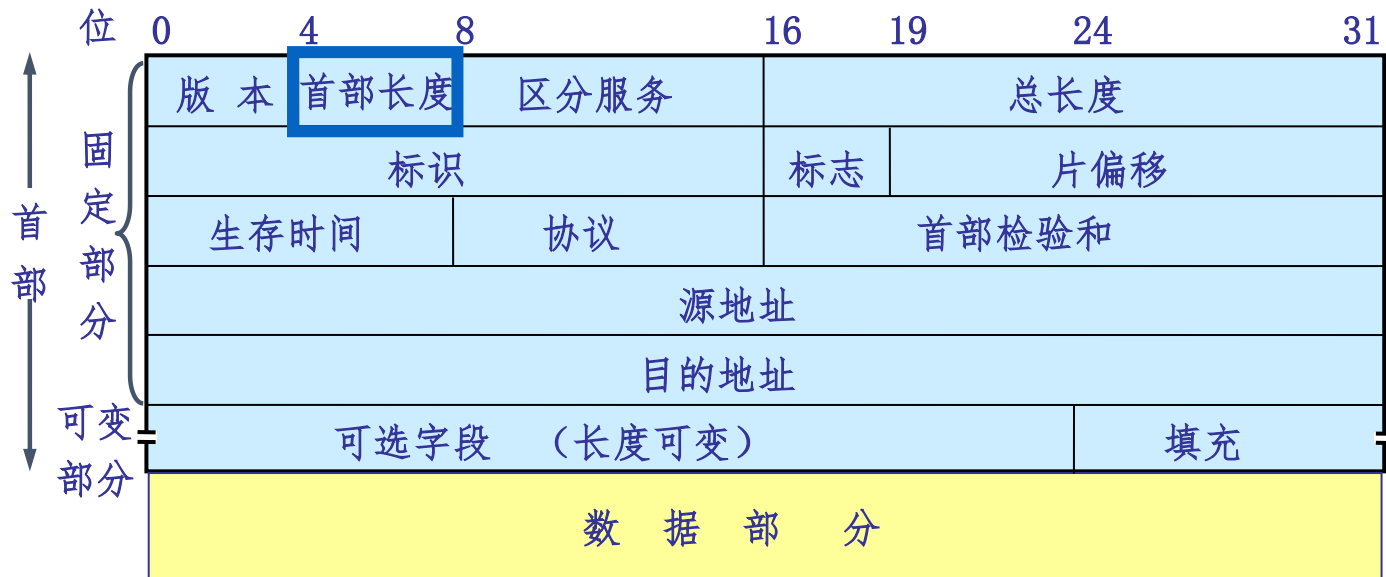 位 0 4 8 16 19 24 31
版 本 首部长度 区分服务 总长度
标识 标志 片偏移
生存时间 协议 首部检验和
源地址
目的地址
可选字段 （长度可变） 填充
数 据 部 分
首部
固定部分
可变
部分